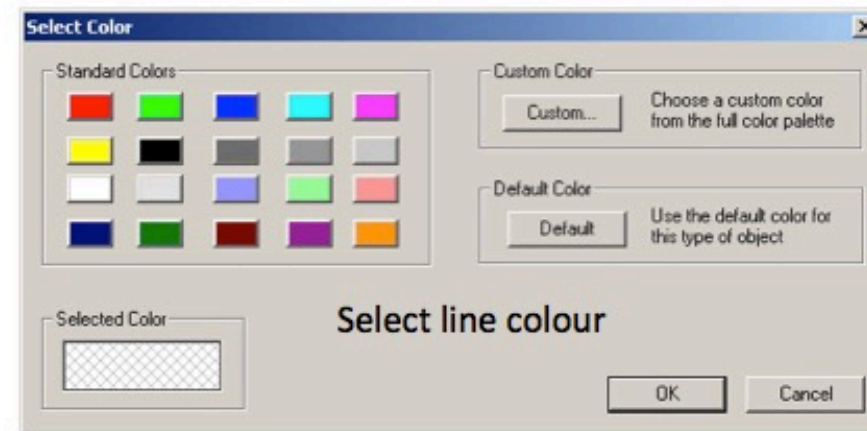 Select Color
Standard Colors
Custom Color
Custom...
Choose a custom color
from the full color palette
Default Color
Default
Use the default color for
this type of object
Selected Color
Select line colour
OK
Cancel